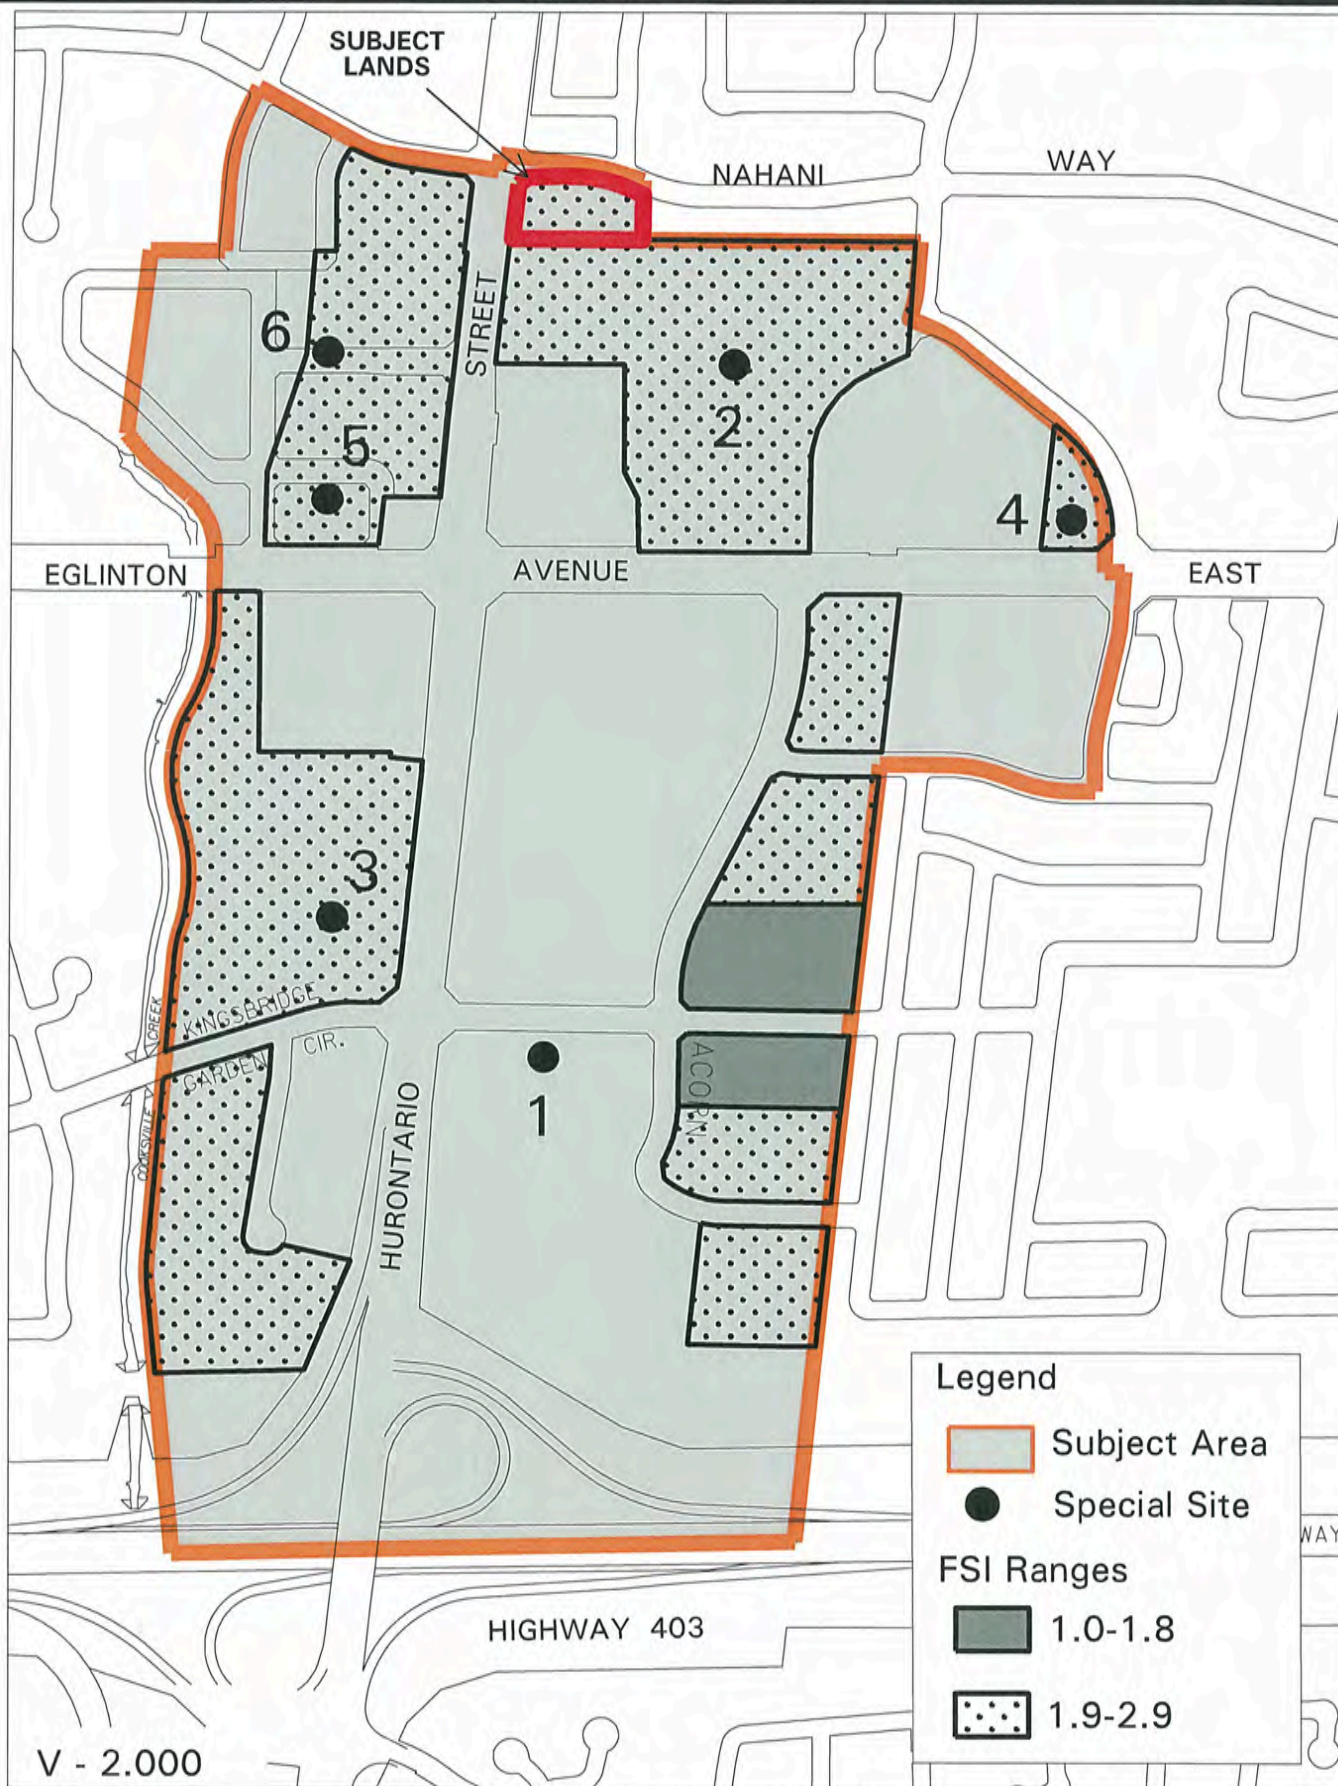 SUBJECT
LANDS
NAHANI
WAY
STREET
6
5
2
4
EGLINTON
AVENUE
EAST
3
KINGSBRIDGE
GARDEN
CIR.
CREEK
COOKSVILLE
ACORN
1
HURONTARIO
Legend
Subject Area
Special Site
FSI Ranges
1.0-1.8
1.9-2.9
WAY
HIGHWAY 403
V - 2.000